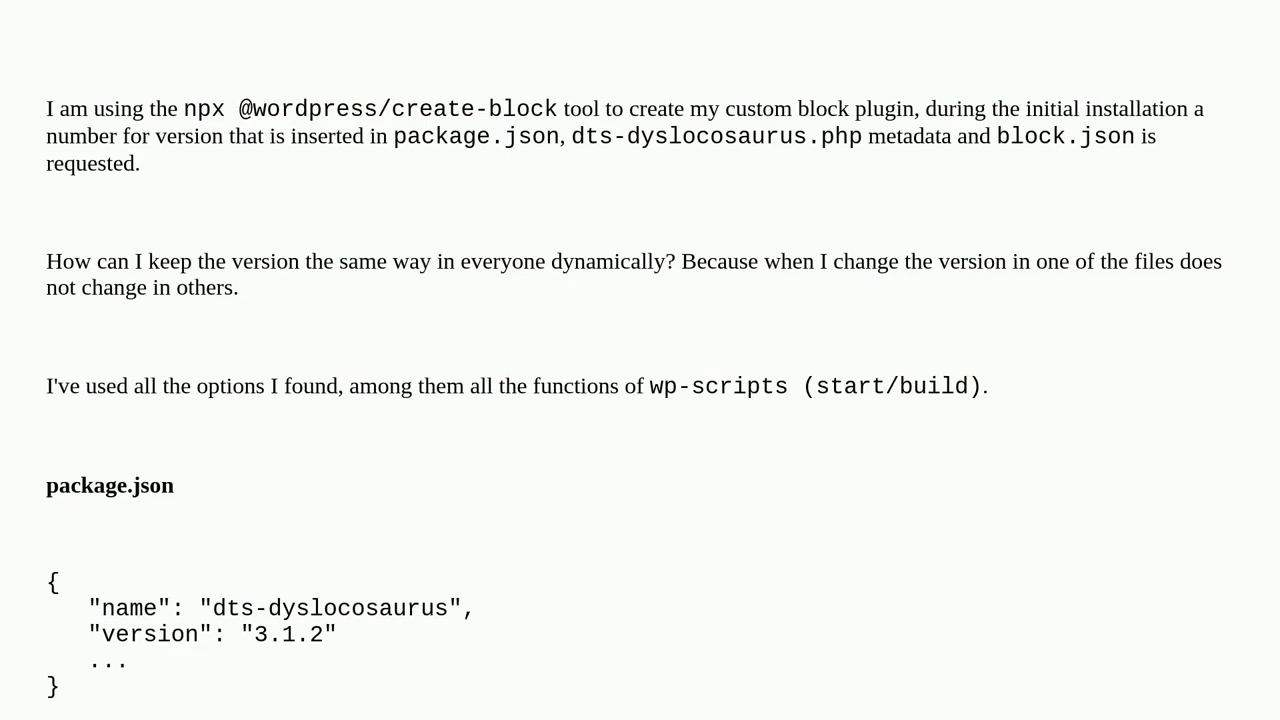 I am using the npx @wordpress/create-block tool to create my custom block plugin, during the initial installation a
number for version that is inserted in package.json, dts-dyslocosaurus.php metadata and block.json is
requested.
How can I keep the version the same way in everyone dynamically? Because when I change the version in one of the files does
not change in others.
I've used all the options I found, among them all the functions of wp-scripts (start/build).
package.json
{
"name": "dts-dyslocosaurus",
"version": "3.1.2"
...
}